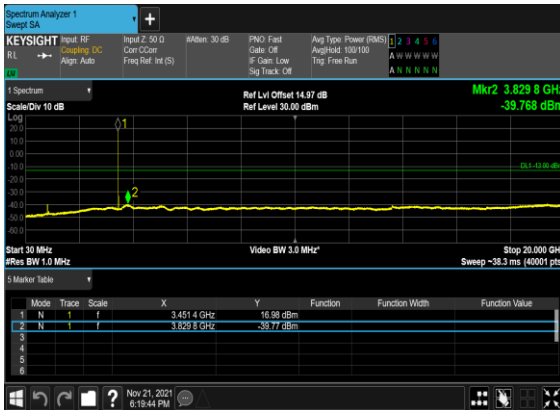 Spectrum Analyzer 1
Swept SA
+
KEYSIGHT
RL
LXI
Input: RF
Coupling: DC
Align: Auto
Input Z: 50 Ω
Corr CCorr
Freq Ref: Int (S)
#Atten: 30 dB
PNO: Fast
Gate: Off
IF Gain: Low
Sig Track: Off
Avg Type: Power (RMS)
Avg|Hold: 100/100
Trig: Free Run
1 2 3 4 5 6
A W W W W W
A N N N N N
1 Spectrum
Scale/Div 10 dB
Log
Ref Lvl Offset 14.97 dB
Ref Level 30.00 dBm
Mkr2 3.829 8 GHz
-39.768 dBm
20.0
10.0
0.00
-10.0
-20.0
-30.0
-40.0
-50.0
-60.0
1
2
DL1 -13.00 dBm
Start 30 MHz
#Res BW 1.0 MHz
Video BW 3.0 MHz*
Stop 20.000 GHz
Sweep ~38.3 ms (40001 pts)
5 Marker Table
Mode Trace Scale X Y Function Function Width Function Value
1 N 1 f 3.451 4 GHz 16.98 dBm
2 N 1 f 3.829 8 GHz -39.77 dBm
3
4
5
6
?
Nov 21, 2021
6:19:44 PM